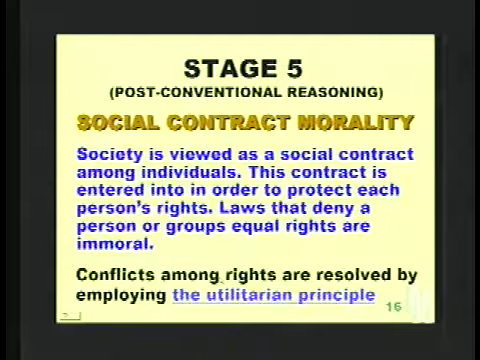 STAGE 5
(POST-CONVENTIONAL REASONING)
SOCIAL CONTRACT MORALITY
Society is viewed as a social contract
among individuals. This contract is
entered into in order to protect each
person's rights. Laws that deny a
person or groups equal rights are
immoral.
Conflicts among rights are resolved by
employing the utilitarian principle
16